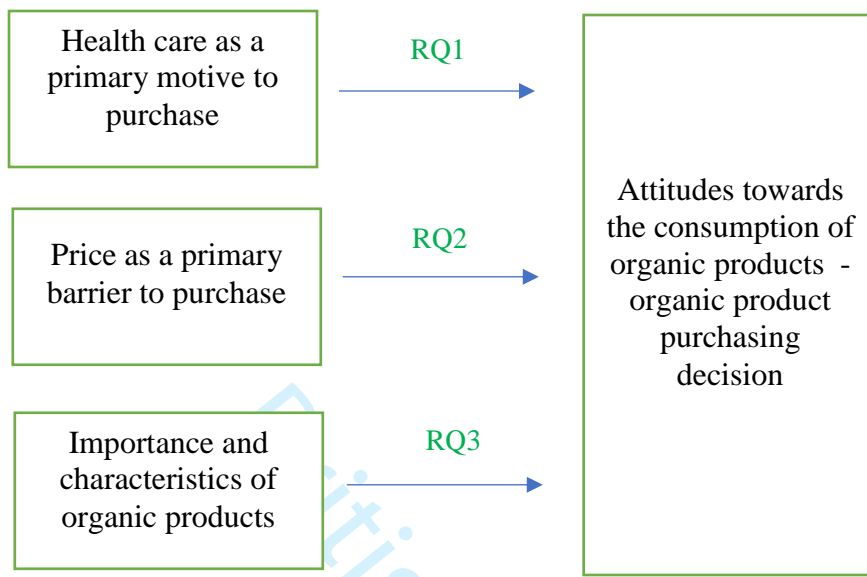 Health care as a
primary motive to
purchase
RQ1
Price as a primary
barrier to purchase
RQ2
Importance and
characteristics of
organic products
RQ3
Attitudes towards
the consumption of
organic products -
organic product
purchasing
decision